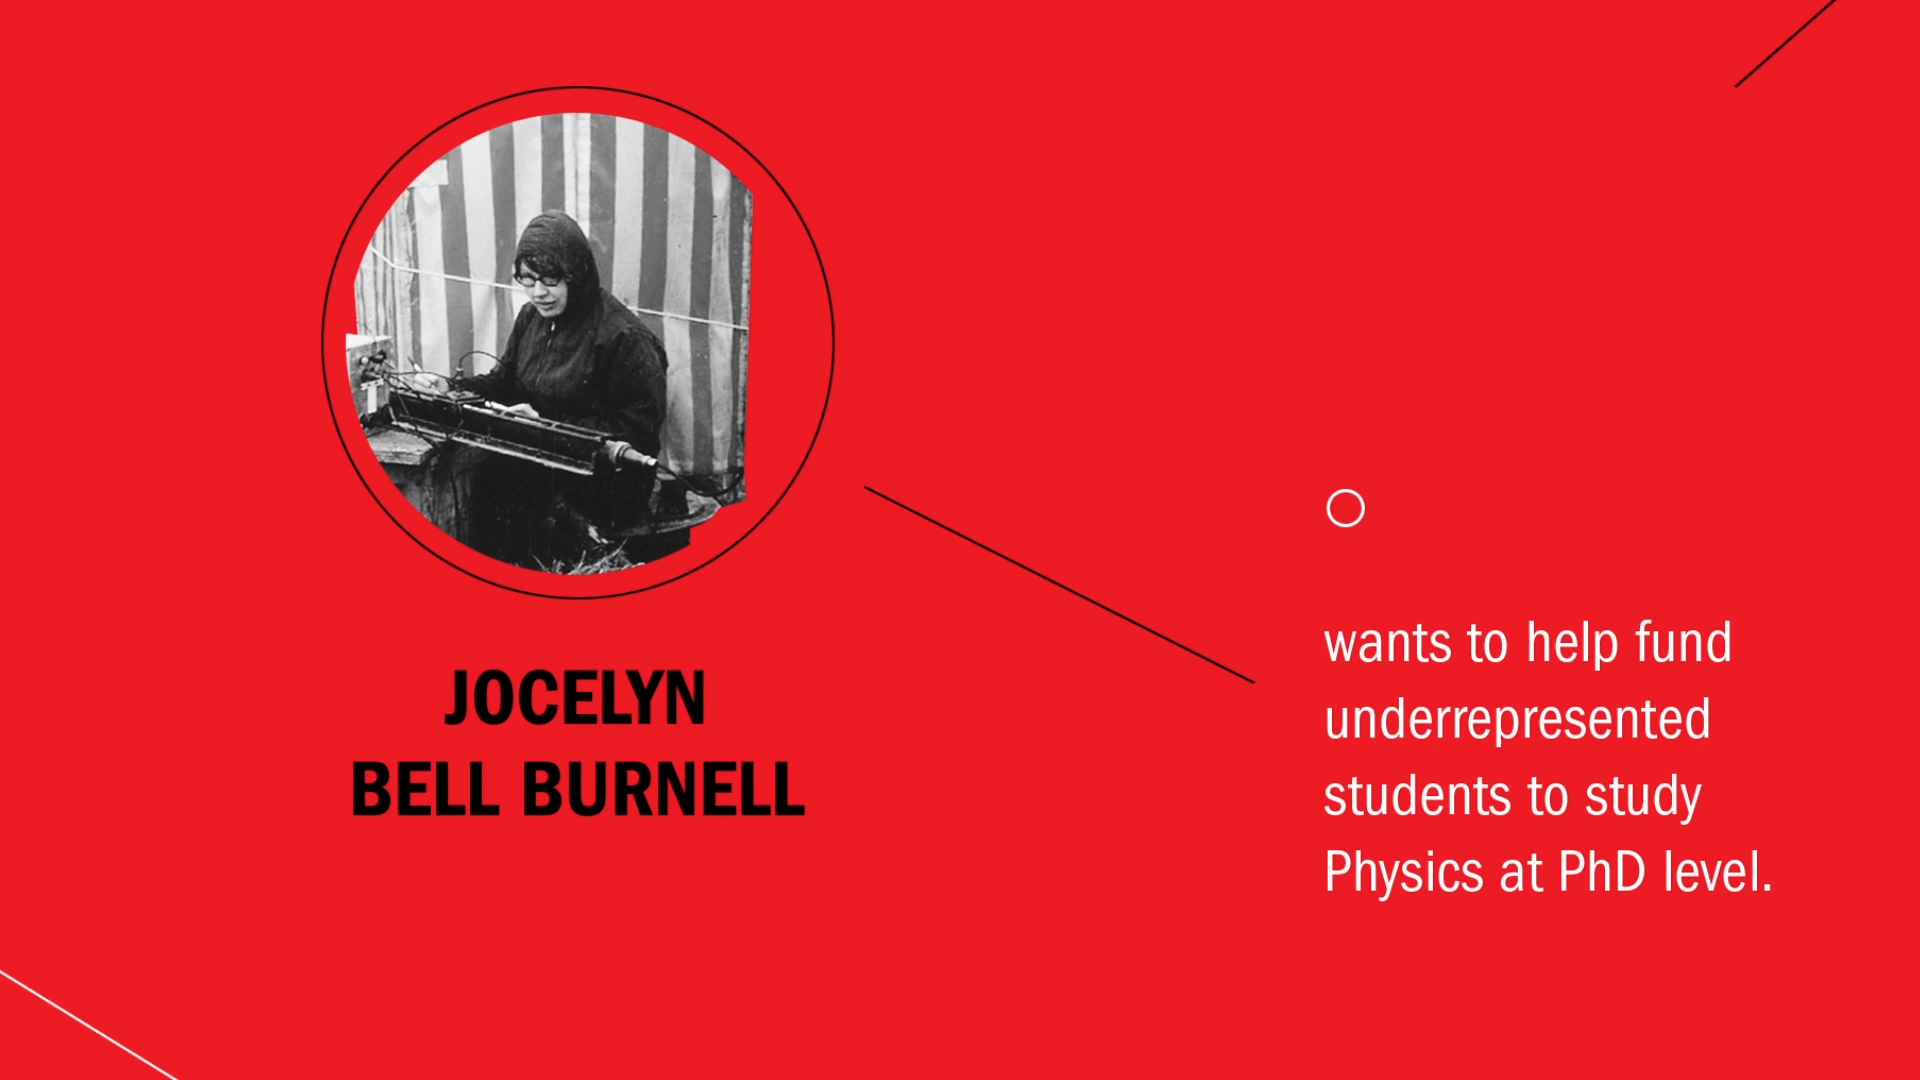 JOCELYN
BELL BURNELL
wants to help fund
underrepresented
students to study
Physics at PhD level.